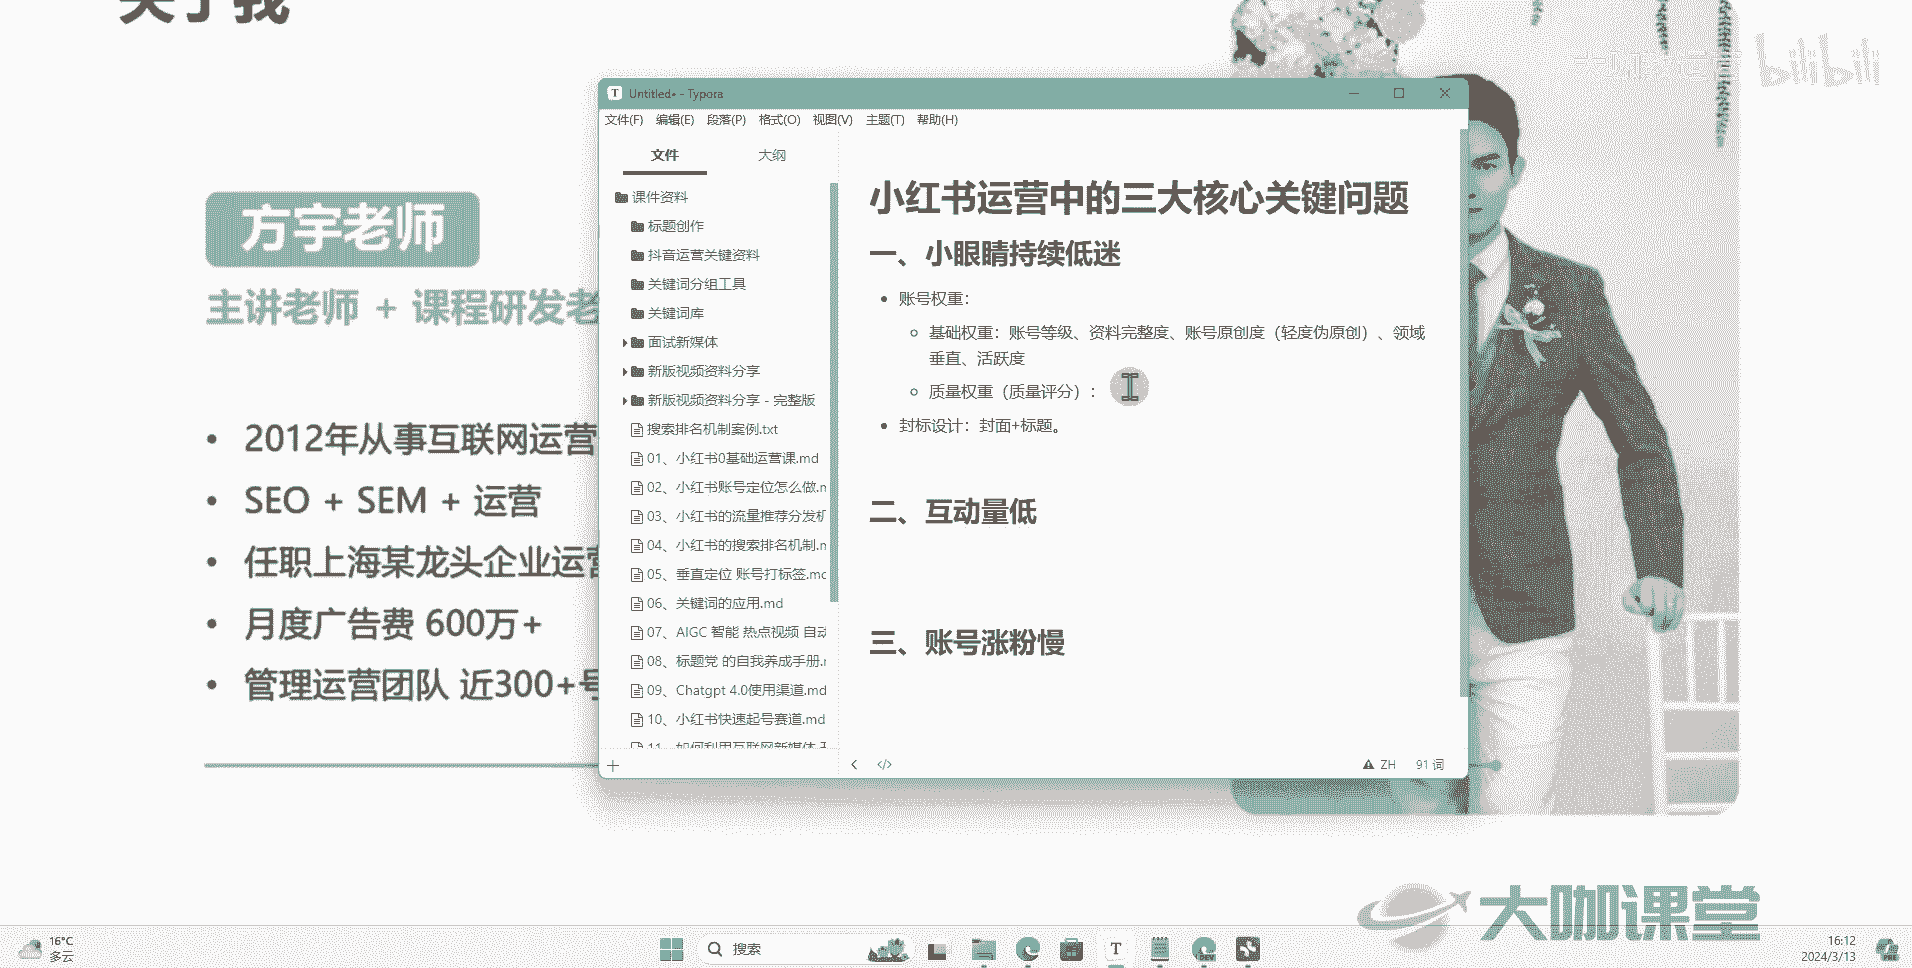 关于我
bilibili
方宇老师
主讲老师 + 课程研发老
2012年从事互联网运营
SEO + SEM + 运营
任职上海某龙头企业运营
月度广告费 600万+
管理运营团队 近300+号
Untitled• - Typora
文件(F) 编辑(E) 段落(P) 格式(O) 视图(V) 主题(T) 帮助(H)
文件 大纲
课件资料
标题创作
抖音运营关键资料
关键词分组工具
关键词库
面试新媒体
新版视频资料分享
新版视频资料分享 - 完整版
搜索排名机制案例.txt
01、小红书0基础运营课.md
02、小红书账号定位怎么做.m
03、小红书的流量推荐分发机
04、小红书的搜索排名机制.m
05、垂直定位 账号打标签.md
06、关键词的应用.md
07、AIGC 智能 热点视频 自动
08、标题党 的自我养成手册.m
09、Chatgpt 4.0使用渠道.md
10、小红书快速起号赛道.md
11、如何利用互联网新媒体
小红书运营中的三大核心关键问题
一、小眼睛持续低迷
账号权重：
基础权重：账号等级、资料完整度、账号原创度（轻度伪原创）、领域
垂直、活跃度
质量权重（质量评分）：
封标设计：封面+标题。
二、互动量低
三、账号涨粉慢
ZH 91 词
大咖课堂
16°C
多云
搜索
T
DEV
16:12
2024/3/13
PRE